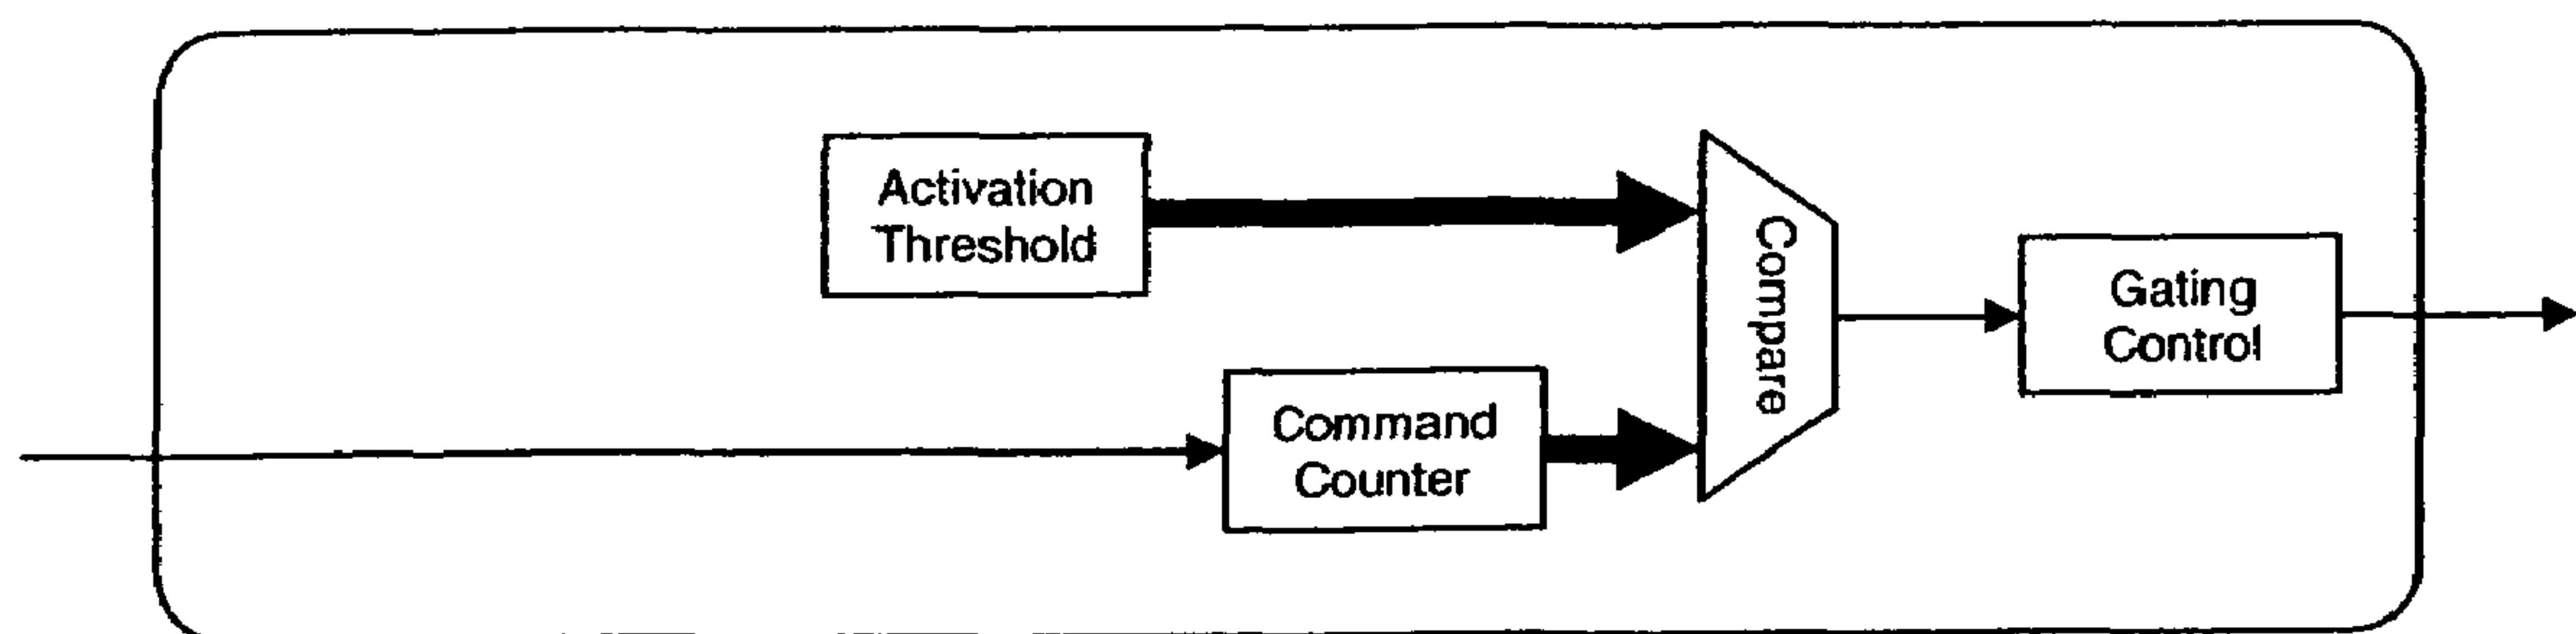 Activation
Threshold
Compare
Gating
Control
Command
Counter